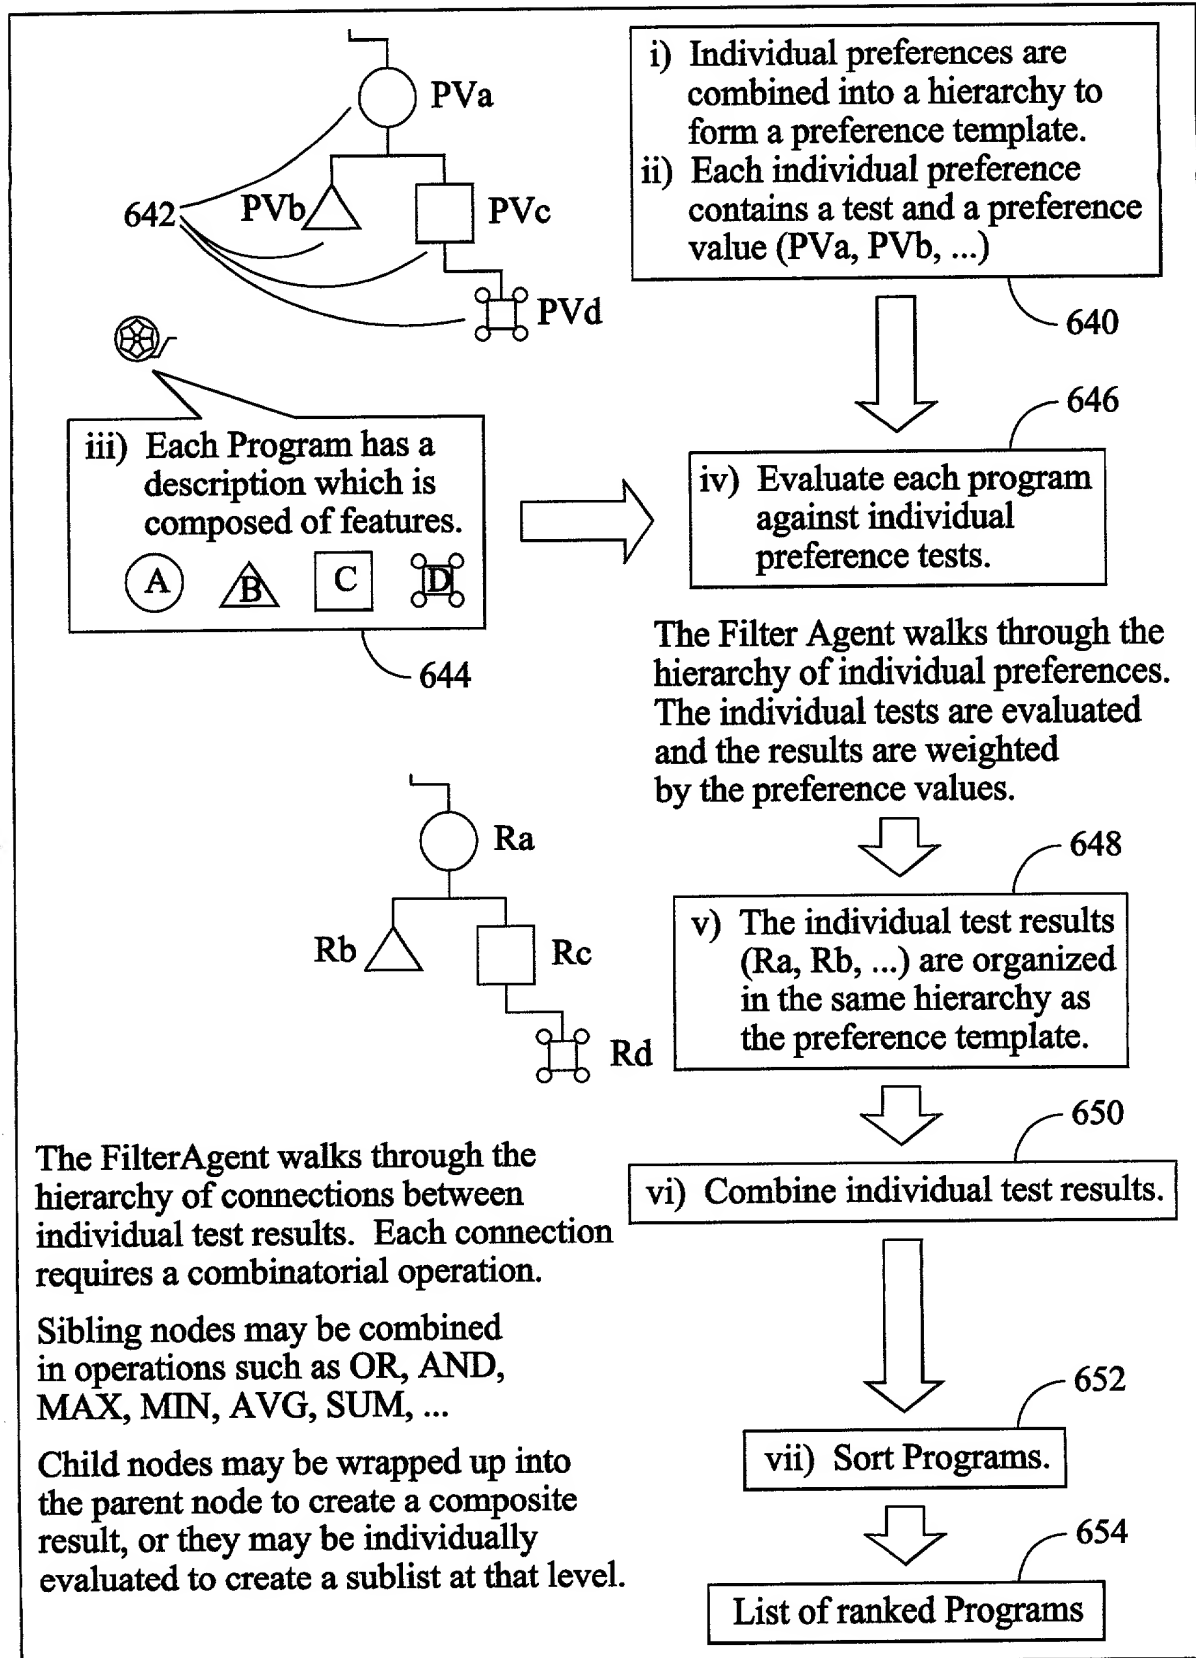 PVa
PVb
PVc
642
PVd
i) Individual preferences are
combined into a hierarchy to
form a preference template.
ii) Each individual preference
contains a test and a preference
value (PVa, PVb, ...)
640
646
iii) Each Program has a
description which is
composed of features.
A B C D
644
iv) Evaluate each program
against individual
preference tests.
The Filter Agent walks through the
hierarchy of individual preferences.
The individual tests are evaluated
and the results are weighted
by the preference values.
Ra
Rb
Rc
Rd
648
v) The individual test results
(Ra, Rb, ...) are organized
in the same hierarchy as
the preference template.
650
vi) Combine individual test results.
The FilterAgent walks through the
hierarchy of connections between
individual test results. Each connection
requires a combinatorial operation.
Sibling nodes may be combined
in operations such as OR, AND,
MAX, MIN, AVG, SUM, ...
Child nodes may be wrapped up into
the parent node to create a composite
result, or they may be individually
evaluated to create a sublist at that level.
652
vii) Sort Programs.
654
List of ranked Programs